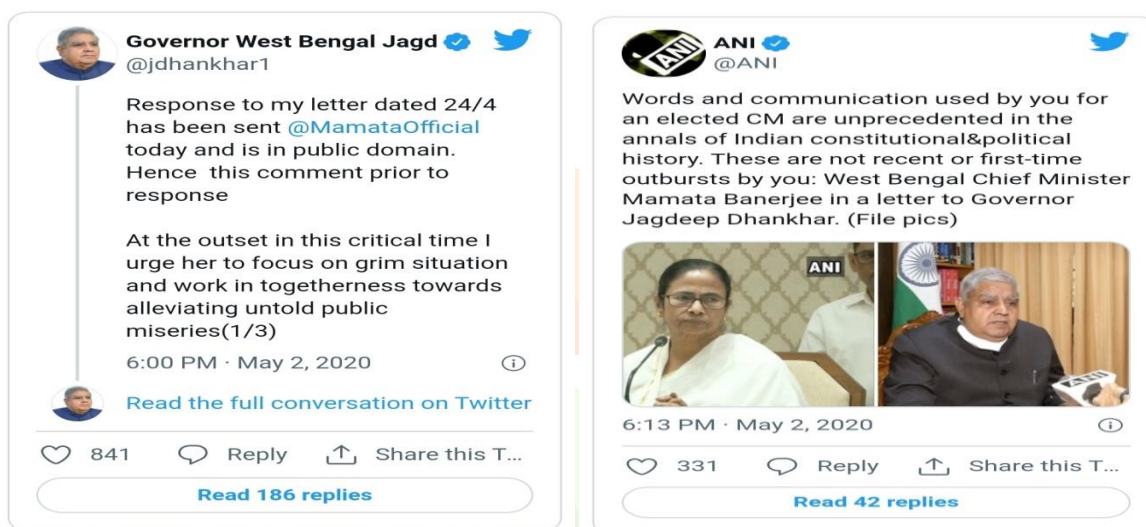 Governor West Bengal Jagd
@jdhankhar1
Response to my letter dated 24/4
has been sent @MamataOfficial
today and is in public domain.
Hence  this comment prior to
response
At the outset in this critical time I
urge her to focus on grim situation
and work in togetherness towards
alleviating untold public
miseries(1/3)
6:00 PM · May 2, 2020
Read the full conversation on Twitter
841 Reply Share this T...
Read 186 replies
ANI
@ANI
Words and communication used by you for
an elected CM are unprecedented in the
annals of Indian constitutional&political
history. These are not recent or first-time
outbursts by you: West Bengal Chief Minister
Mamata Banerjee in a letter to Governor
Jagdeep Dhankhar. (File pics)
ANI
ANI
6:13 PM · May 2, 2020
331 Reply Share this T...
Read 42 replies